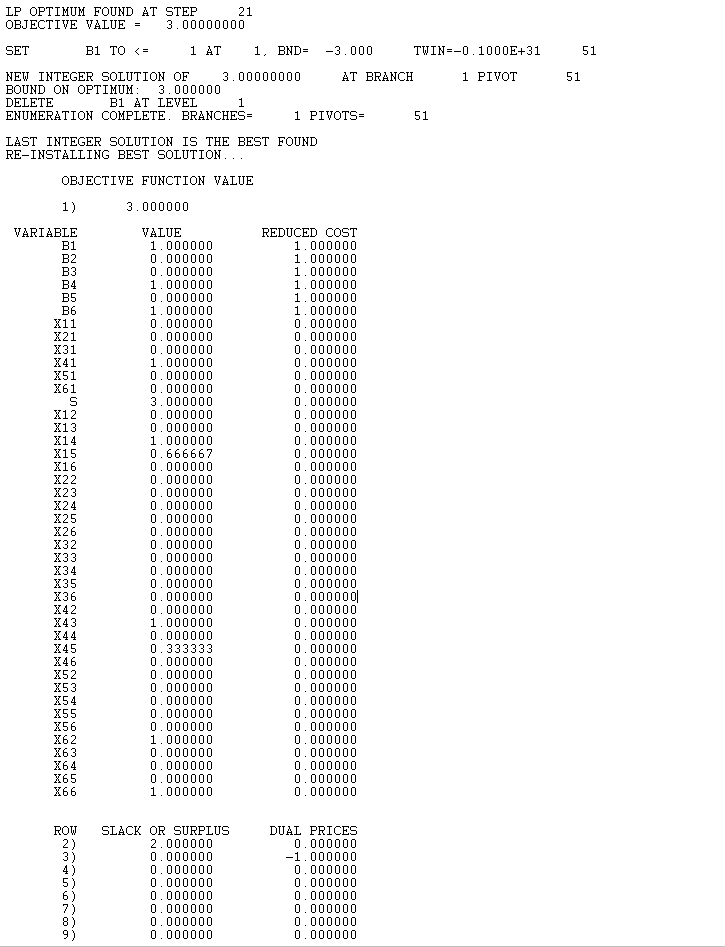 LP OPTIMUM FOUND AT STEP 21
OBJECTIVE VALUE = 3.00000000
SET B1 TO <= 1 AT 1, BND= -3.000 TWIN=-0.1000E+31 51
NEW INTEGER SOLUTION OF 3.00000000 AT BRANCH 1 PIVOT 51
BOUND ON OPTIMUM: 3.000000
DELETE B1 AT LEVEL 1
ENUMERATION COMPLETE. BRANCHES= 1 PIVOTS= 51
LAST INTEGER SOLUTION IS THE BEST FOUND
RE-INSTALLING BEST SOLUTION...
OBJECTIVE FUNCTION VALUE
1) 3.000000
VARIABLE VALUE REDUCED COST
B1 1.000000 1.000000
B2 0.000000 1.000000
B3 0.000000 1.000000
B4 1.000000 1.000000
B5 0.000000 1.000000
B6 1.000000 1.000000
X11 0.000000 0.000000
X21 0.000000 0.000000
X31 0.000000 0.000000
X41 1.000000 0.000000
X51 0.000000 0.000000
X61 0.000000 0.000000
S 3.000000 0.000000
X12 0.000000 0.000000
X13 0.000000 0.000000
X14 1.000000 0.000000
X15 0.666667 0.000000
X16 0.000000 0.000000
X22 0.000000 0.000000
X23 0.000000 0.000000
X24 0.000000 0.000000
X25 0.000000 0.000000
X26 0.000000 0.000000
X32 0.000000 0.000000
X33 0.000000 0.000000
X34 0.000000 0.000000
X35 0.000000 0.000000
X36 0.000000 0.000000
X42 0.000000 0.000000
X43 1.000000 0.000000
X44 0.000000 0.000000
X45 0.333333 0.000000
X46 0.000000 0.000000
X52 0.000000 0.000000
X53 0.000000 0.000000
X54 0.000000 0.000000
X55 0.000000 0.000000
X56 0.000000 0.000000
X62 1.000000 0.000000
X63 0.000000 0.000000
X64 0.000000 0.000000
X65 0.000000 0.000000
X66 1.000000 0.000000
ROW SLACK OR SURPLUS DUAL PRICES
2) 2.000000 0.000000
3) 0.000000 -1.000000
4) 0.000000 0.000000
5) 0.000000 0.000000
6) 0.000000 0.000000
7) 0.000000 0.000000
8) 0.000000 0.000000
9) 0.000000 0.000000